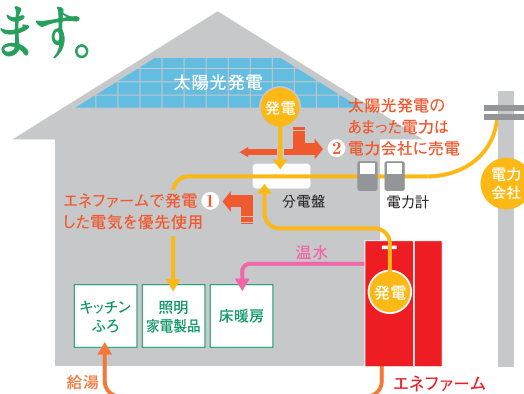 ます。
太陽光発電
発電
太陽光発電の
あまった電力は
② 電力会社に売電
電力
会社
エネファームで発電 ①
した電気を優先使用
分電盤
電力計
温水
キッチン
ふろ
照明
家電製品
床暖房
発電
給湯
エネファーム